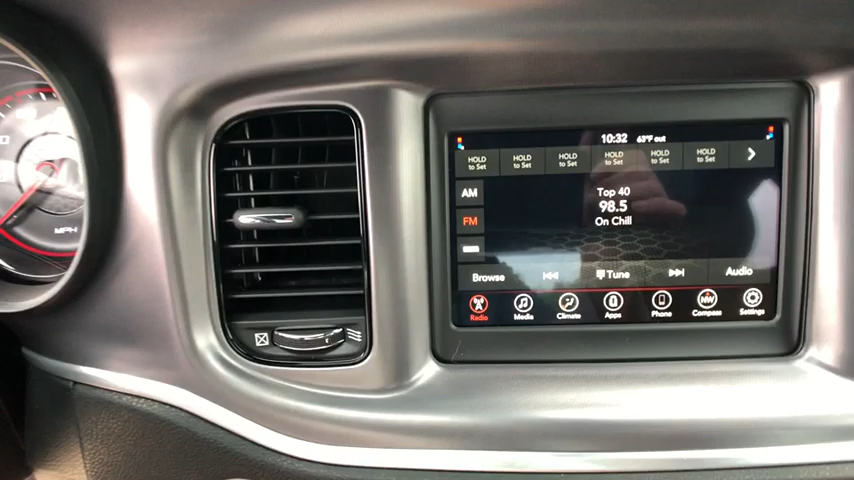 10:32 63°F out
HOLD to Set HOLD to Set HOLD to Set HOLD to Set HOLD to Set HOLD to Set
AM
Top 40
FM
98.5
On Chill
Browse Tune Audio
Radio Media Climate Apps Phone NW Compass Settings
MPH